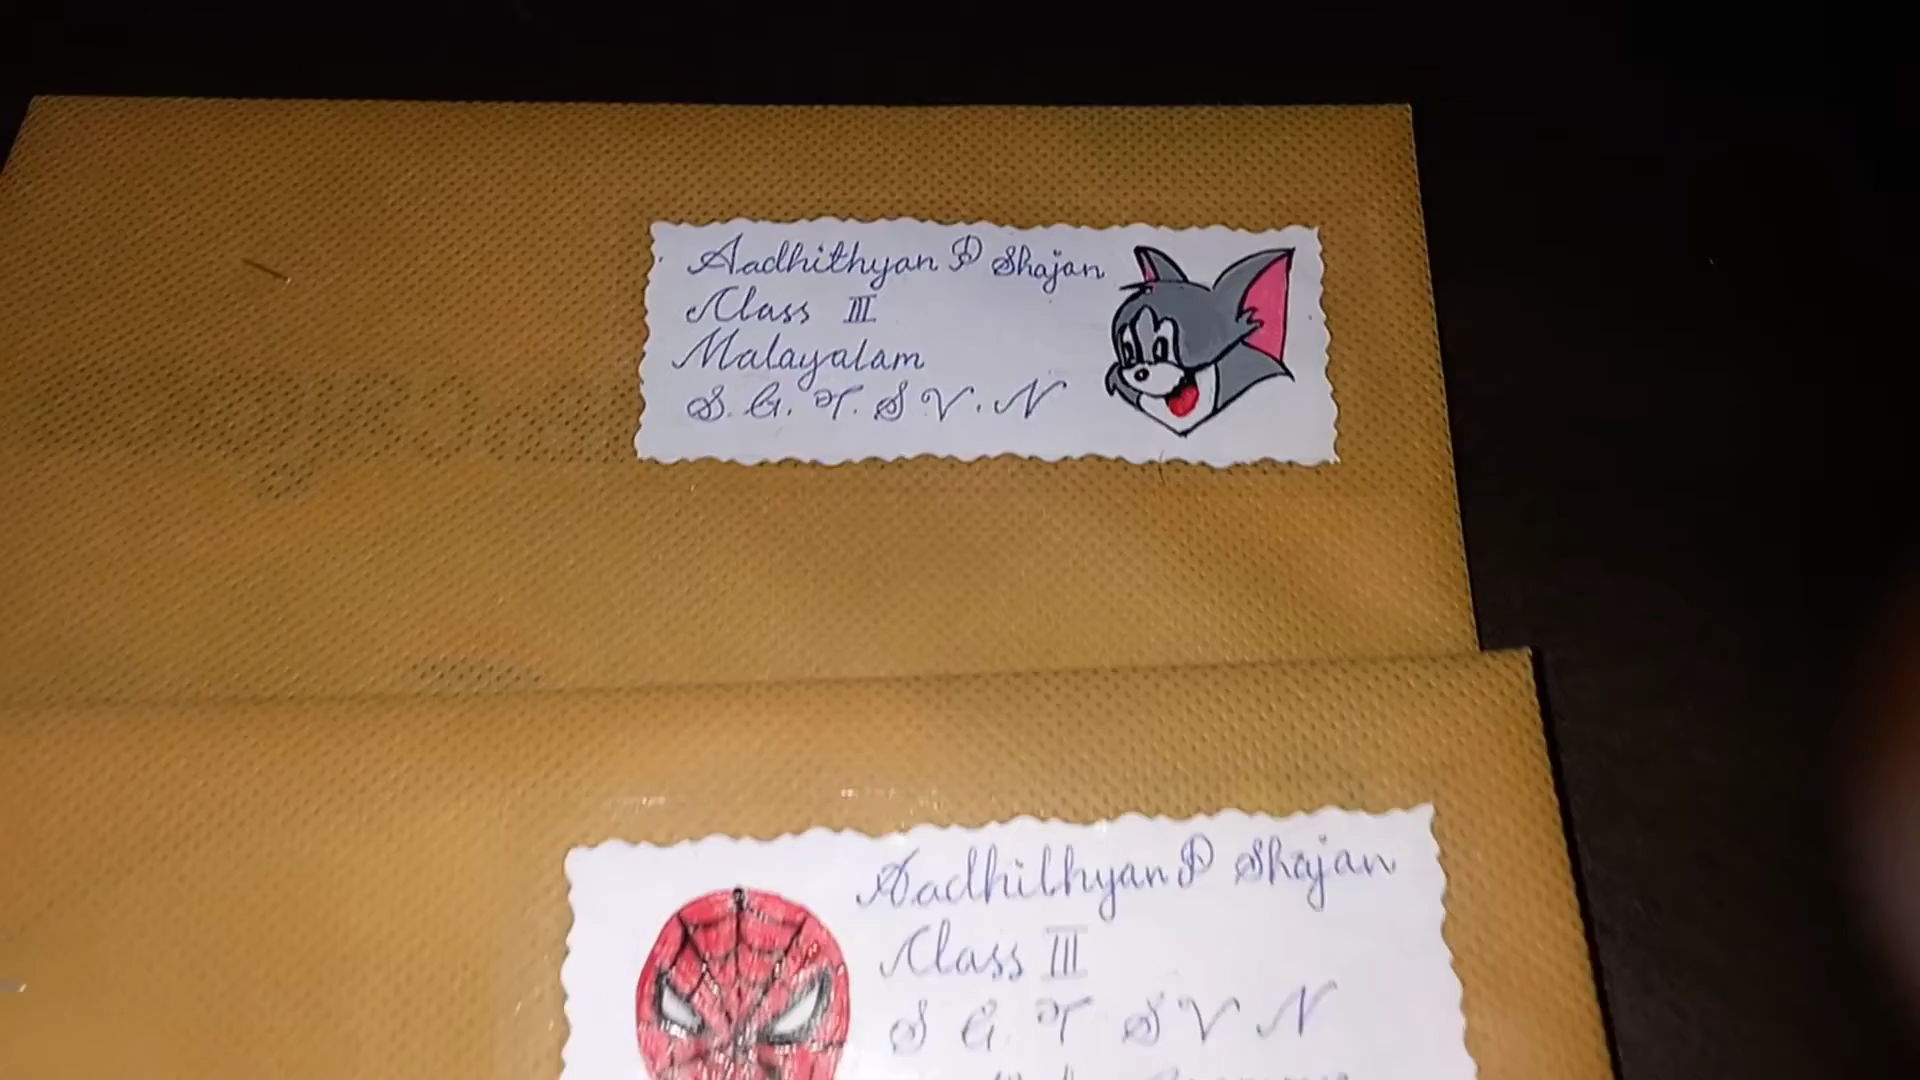 Aadhithyan P Shajan
Class III
Malayalam
S. G. T. S V. N
Aadhithyan P Shajan
Class III
S G. T S V N